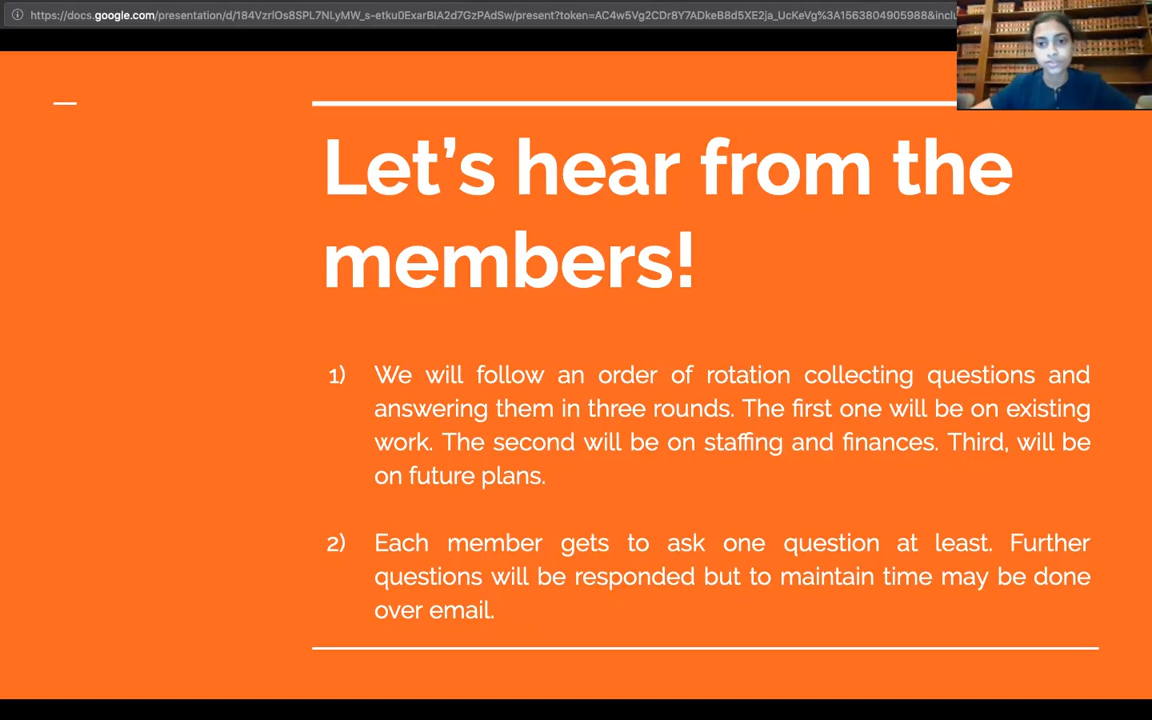 https://docs.google.com/presentation/d/184VzrlOs8SPL7NLyMW_s-etku0ExarBIA2d7GzPAdSw/present?token=AC4w5Vg2CDr8Y7ADkeB8d5XE2ja_UcKeVg%3A1563804905988&inclu
Let's hear from the
members!
1) We will follow an order of rotation collecting questions and
answering them in three rounds. The first one will be on existing
work. The second will be on staffing and finances. Third, will be
on future plans.
2) Each member gets to ask one question at least. Further
questions will be responded but to maintain time may be done
over email.